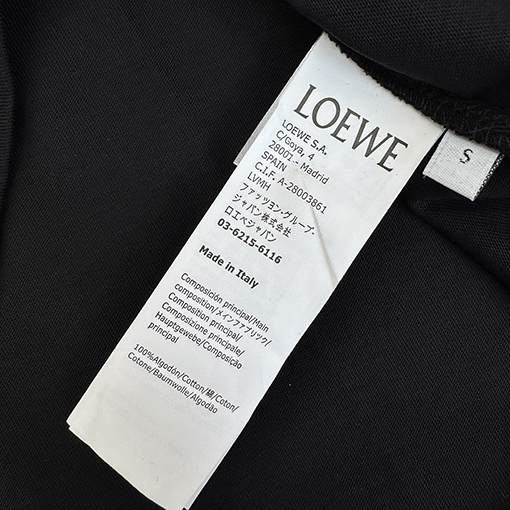 LOEWE
LOEWE S.A.
C/Goya, 4
28001 - Madrid
SPAIN
C.I.F. A-28003861
LVMH
ファッツヨン･グループ.
ジャパン株式会社
ロエベジャパン
03-6215-6116
Made in Italy
Composición principal/Main
composition/メインファブリック/
Composition principal/
Composizione principale/
Hauptgewebe/Composição
principal
100%Algodón/Cotton/綿/Coton/
Cotone/Baumwolle/Algodão
S